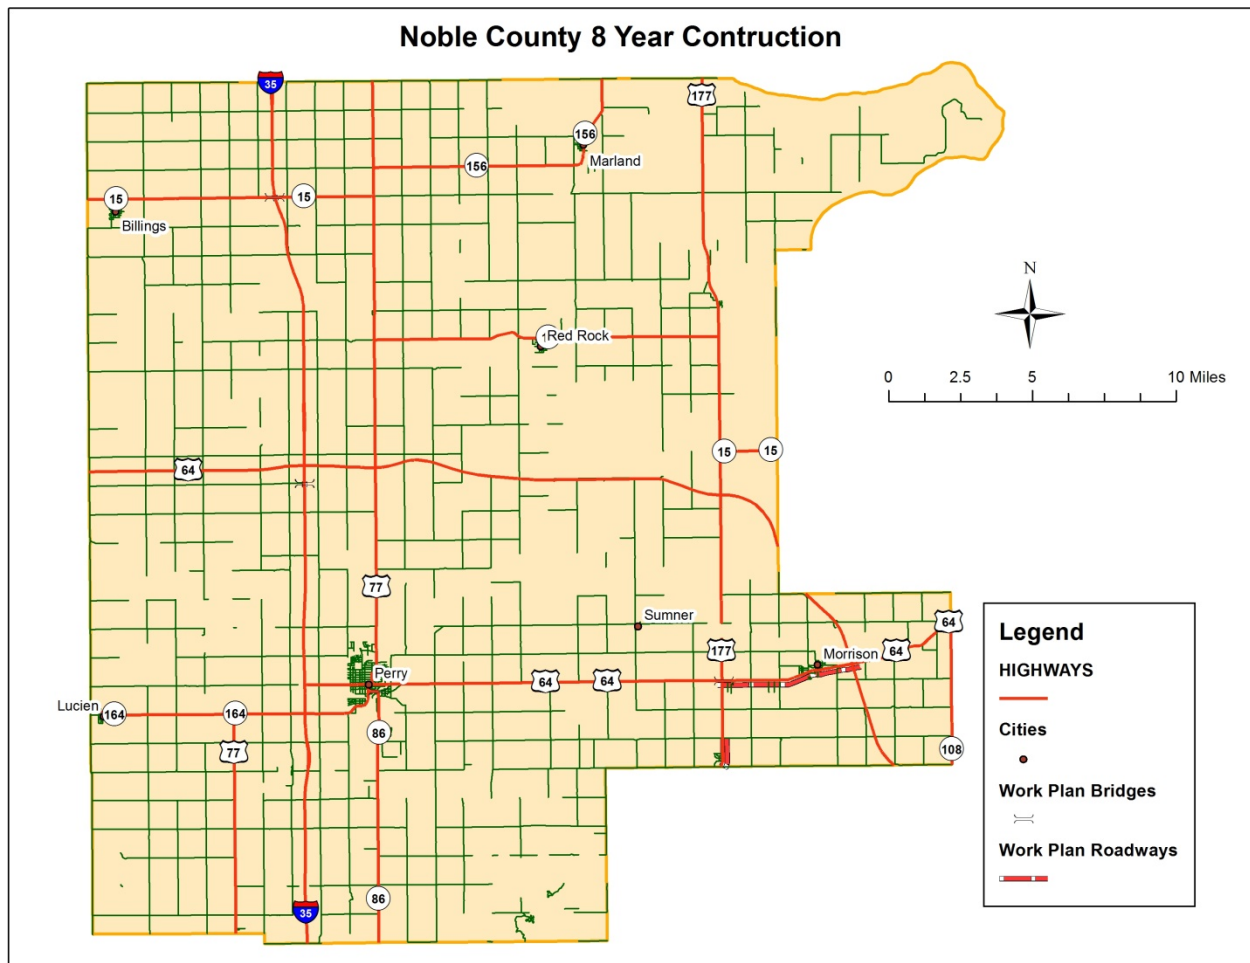 Noble County 8 Year Contruction
35
177
156
156
Marland
15
15
Billings
N
Red Rock
0 2.5 5 10 Miles
15
15
64
77
Sumner
64
177
64
Morrison
Perry
64
64
Lucien
164
164
86
77
108
86
35
Legend
HIGHWAYS
Cities
Work Plan Bridges
Work Plan Roadways